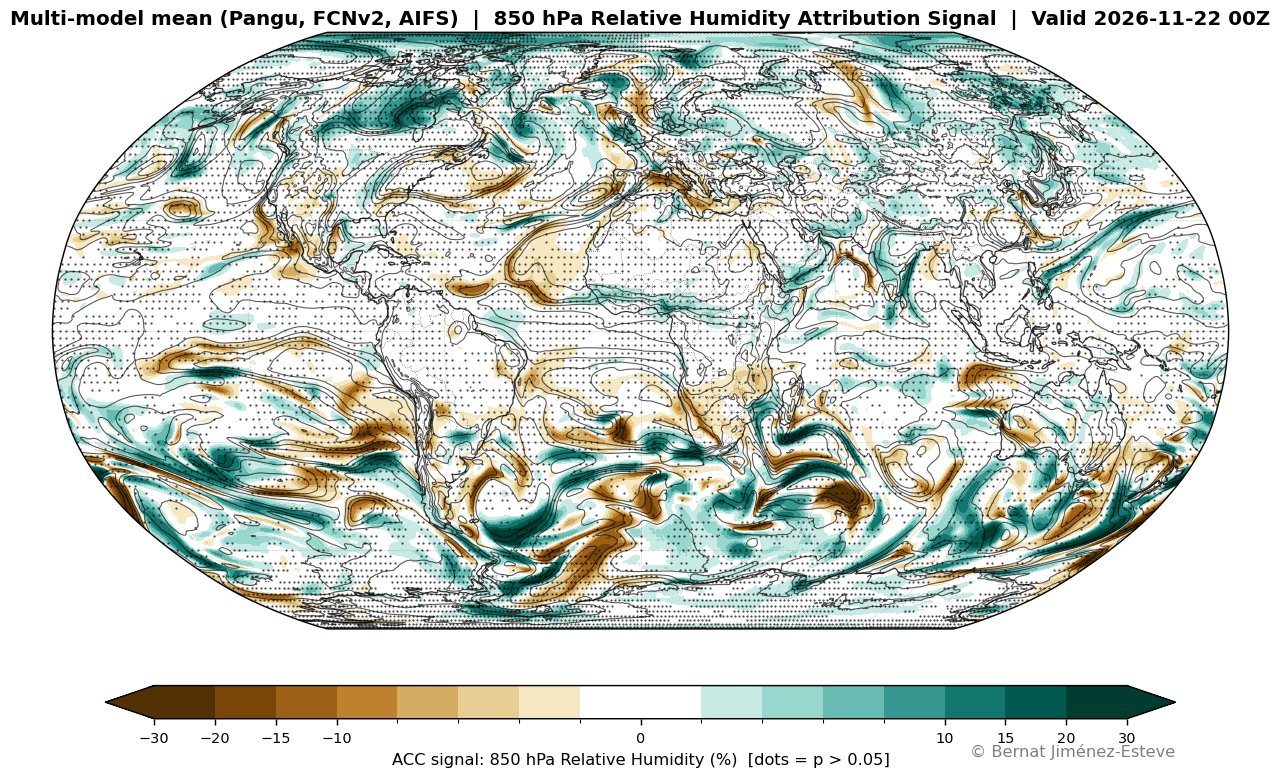 Multi-model mean (Pangu, FCNv2, AIFS)  |  850 hPa Relative Humidity Attribution Signal  |  Valid 2026-11-22 00Z
−30 −20 −15 −10 0 10 15 20 30
ACC signal: 850 hPa Relative Humidity (%)  [dots = p > 0.05]
© Bernat Jiménez-Esteve